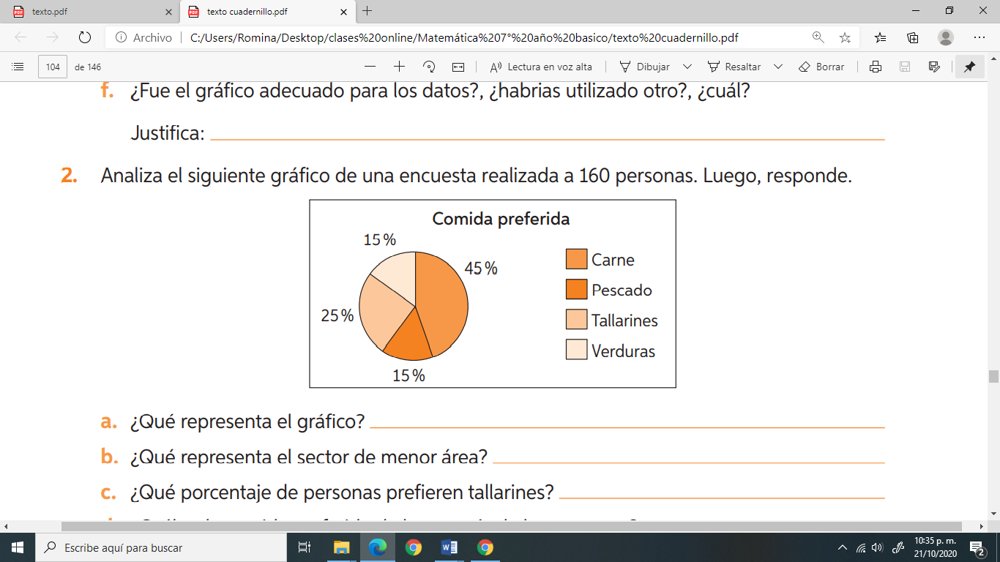 texto.pdf
texto cuadernillo.pdf
Archivo
C:/Users/Romina/Desktop/clases%20online/Matemática%207°%20año%20basico/texto%20cuadernillo.pdf
104 de 146
Lectura en voz alta
Dibujar
Resaltar
Borrar
f. ¿Fue el gráfico adecuado para los datos?, ¿habrias utilizado otro?, ¿cuál?
Justifica:
2. Analiza el siguiente gráfico de una encuesta realizada a 160 personas. Luego, responde.
Comida preferida
15 %
45 %
25 %
15 %
Carne
Pescado
Tallarines
Verduras
a. ¿Qué representa el gráfico?
b. ¿Qué representa el sector de menor área?
c. ¿Qué porcentaje de personas prefieren tallarines?
Escribe aquí para buscar
10:35 p. m.
21/10/2020
2